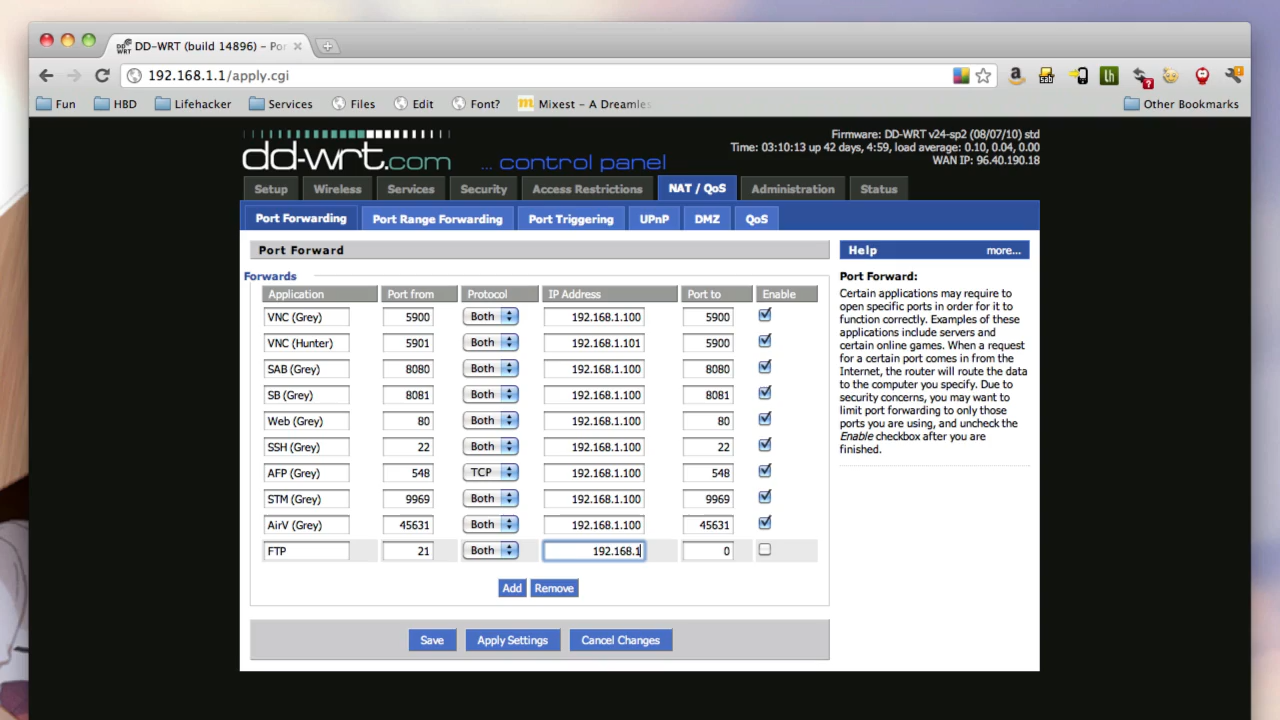 DD-WRT (build 14896) – Por
192.168.1.1/apply.cgi
Fun HBD Lifehacker Services Files Edit Font? Mixest – A Dreamles Other Bookmarks
Firmware: DD-WRT v24-sp2 (08/07/10) std
Time: 03:10:13 up 42 days, 4:59, load average: 0.10, 0.04, 0.00
WAN IP: 96.40.190.18
dd-wrt.com ... control panel
Setup Wireless Services Security Access Restrictions NAT / QoS Administration Status
Port Forwarding Port Range Forwarding Port Triggering UPnP DMZ QoS
Port Forward
Forwards
Application Port from Protocol IP Address Port to Enable
VNC (Grey) 5900 Both 192.168.1.100 5900
VNC (Hunter) 5901 Both 192.168.1.101 5900
SAB (Grey) 8080 Both 192.168.1.100 8080
SB (Grey) 8081 Both 192.168.1.100 8081
Web (Grey) 80 Both 192.168.1.100 80
SSH (Grey) 22 Both 192.168.1.100 22
AFP (Grey) 548 TCP 192.168.1.100 548
STM (Grey) 9969 Both 192.168.1.100 9969
AirV (Grey) 45631 Both 192.168.1.100 45631
FTP 21 Both 192.168.1 0
Add Remove
Save Apply Settings Cancel Changes
Help more...
Port Forward:
Certain applications may require to
open specific ports in order for it to
function correctly. Examples of these
applications include servers and
certain online games. When a request
for a certain port comes in from the
Internet, the router will route the data
to the computer you specify. Due to
security concerns, you may want to
limit port forwarding to only those
ports you are using, and uncheck the
Enable checkbox after you are
finished.